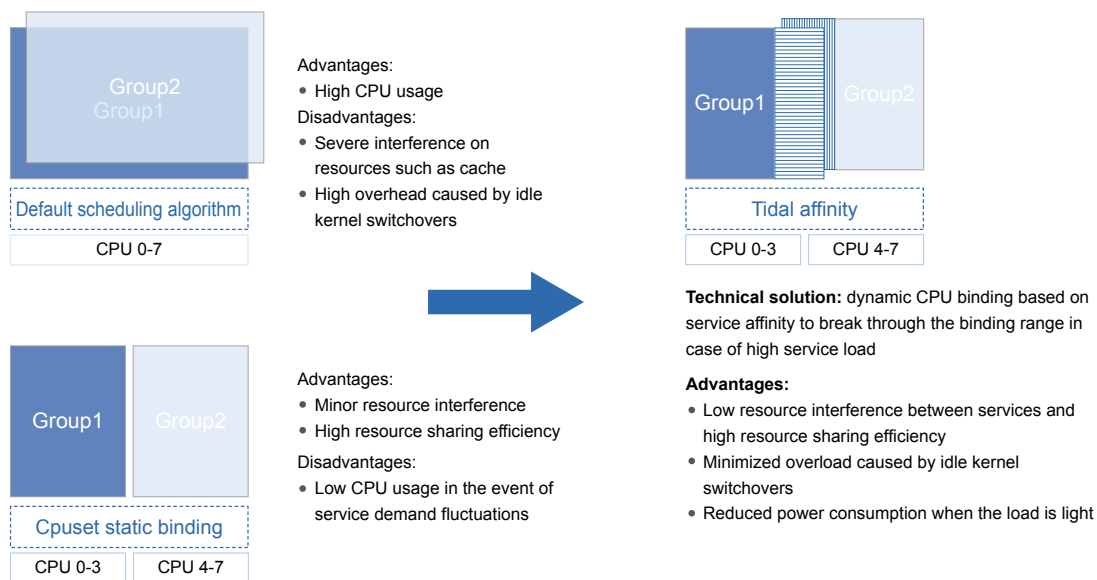 Group2
Group1
Default scheduling algorithm
CPU 0-7
Advantages:
• High CPU usage
Disadvantages:
• Severe interference on
resources such as cache
• High overhead caused by idle
kernel switchovers
Group1
Group2
Cpuset static binding
CPU 0-3
CPU 4-7
Advantages:
• Minor resource interference
• High resource sharing efficiency
Disadvantages:
• Low CPU usage in the event of
service demand fluctuations
Group1
Group2
Tidal affinity
CPU 0-3
CPU 4-7
Technical solution: dynamic CPU binding based on
service affinity to break through the binding range in
case of high service load
Advantages:
• Low resource interference between services and
high resource sharing efficiency
• Minimized overload caused by idle kernel
switchovers
• Reduced power consumption when the load is light